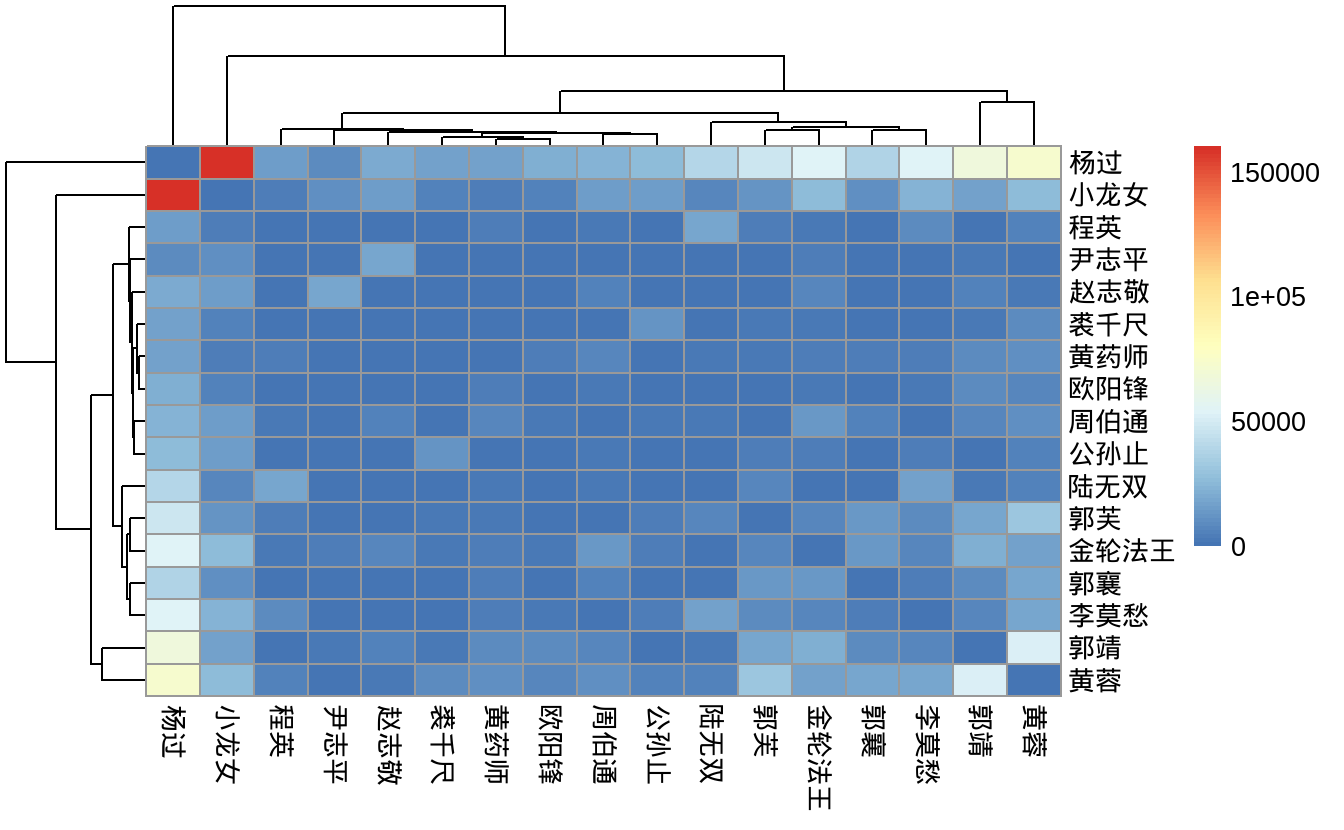 杨过
小龙女
程英
尹志平
赵志敬
裘千尺
黄药师
欧阳锋
周伯通
公孙止
陆无双
郭芙
金轮法王
郭襄
李莫愁
郭靖
黄蓉
150000
1e+05
50000
0
杨过
小龙女
程英
尹志平
赵志敬
裘千尺
黄药师
欧阳锋
周伯通
公孙止
陆无双
郭芙
金轮法王
郭襄
李莫愁
郭靖
黄蓉